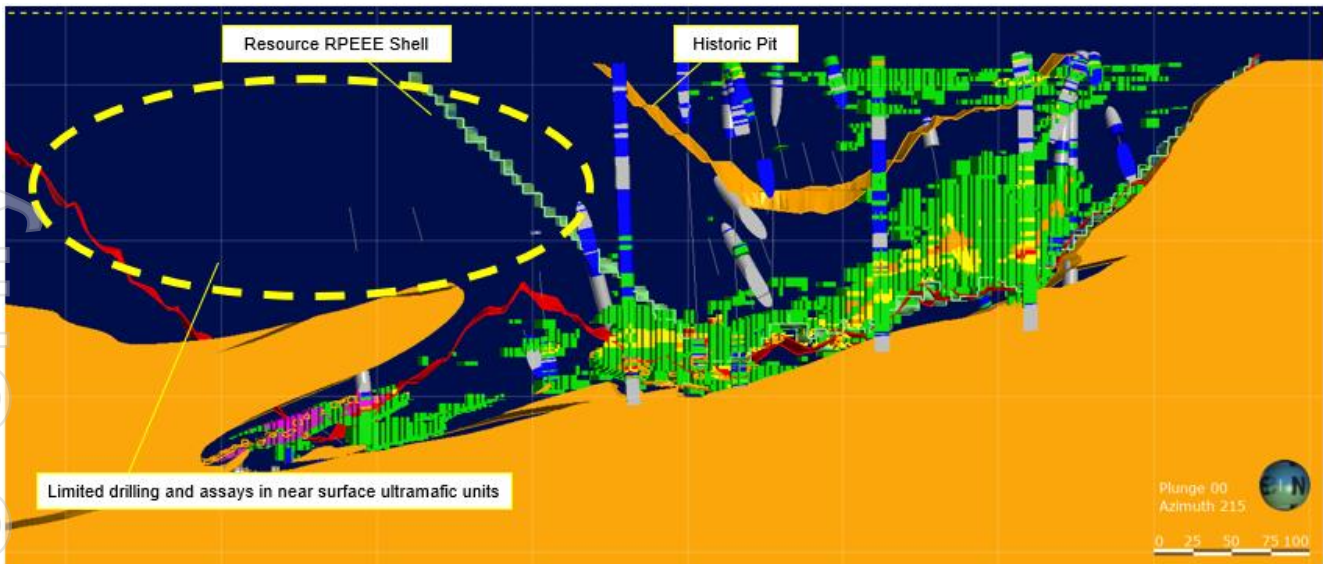 Resource RPEEE Shell
Historic Pit
Limited drilling and assays in near surface ultramafic units
Plunge 00
Azimuth 215
0 25 50 75 100